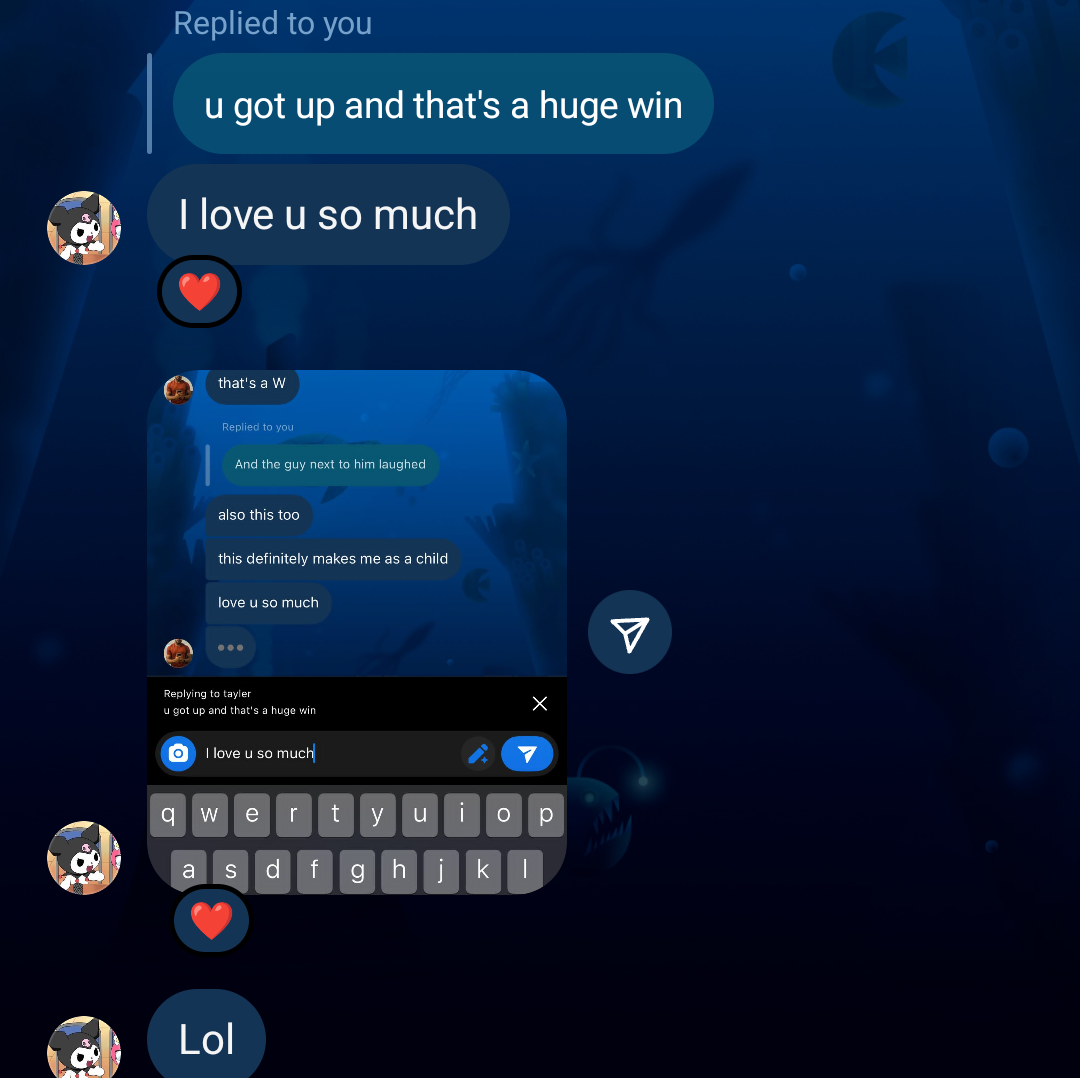 Replied to you
u got up and that's a huge win
I love u so much
that's a W
Replied to you
And the guy next to him laughed
also this too
this definitely makes me as a child
love u so much
Replying to tayler
u got up and that's a huge win
I love u so much
q w e r t y u i o p
a s d f g h j k l
Lol